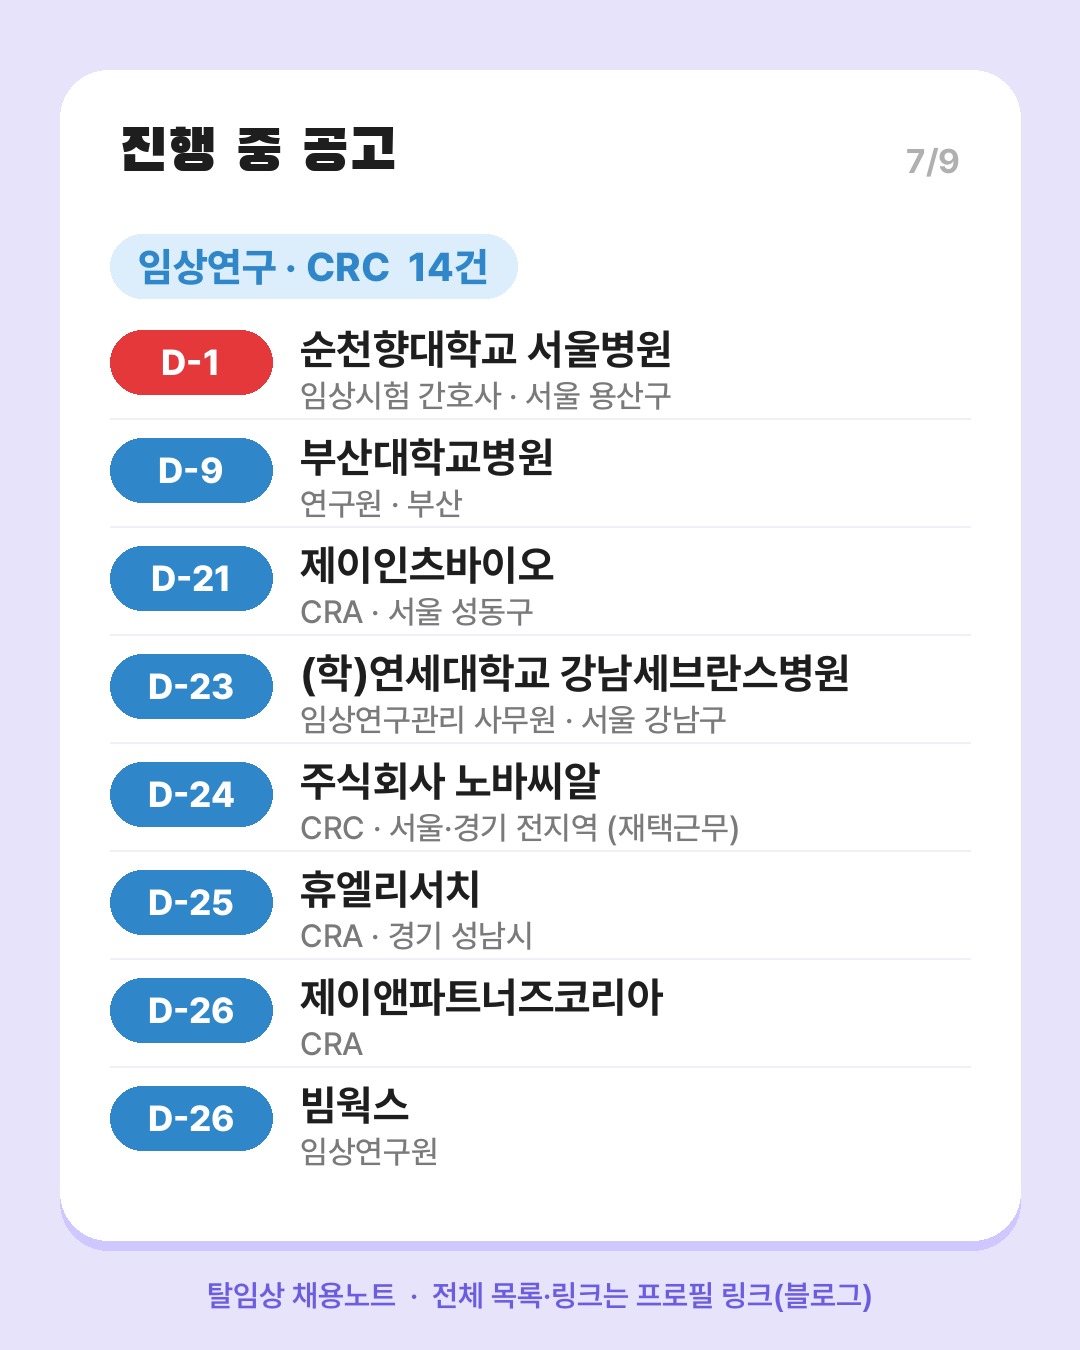 진행 중 공고
7/9
임상연구 · CRC 14건
D-1
순천향대학교 서울병원
임상시험 간호사 · 서울 용산구
D-9
부산대학교병원
연구원 · 부산
D-21
제이인츠바이오
CRA · 서울 성동구
D-23
(학)연세대학교 강남세브란스병원
임상연구관리 사무원 · 서울 강남구
D-24
주식회사 노바씨알
CRC · 서울·경기 전지역 (재택근무)
D-25
휴엘리서치
CRA · 경기 성남시
D-26
제이앤파트너즈코리아
CRA
D-26
빔웍스
임상연구원
탈임상 채용노트 · 전체 목록·링크는 프로필 링크(블로그)